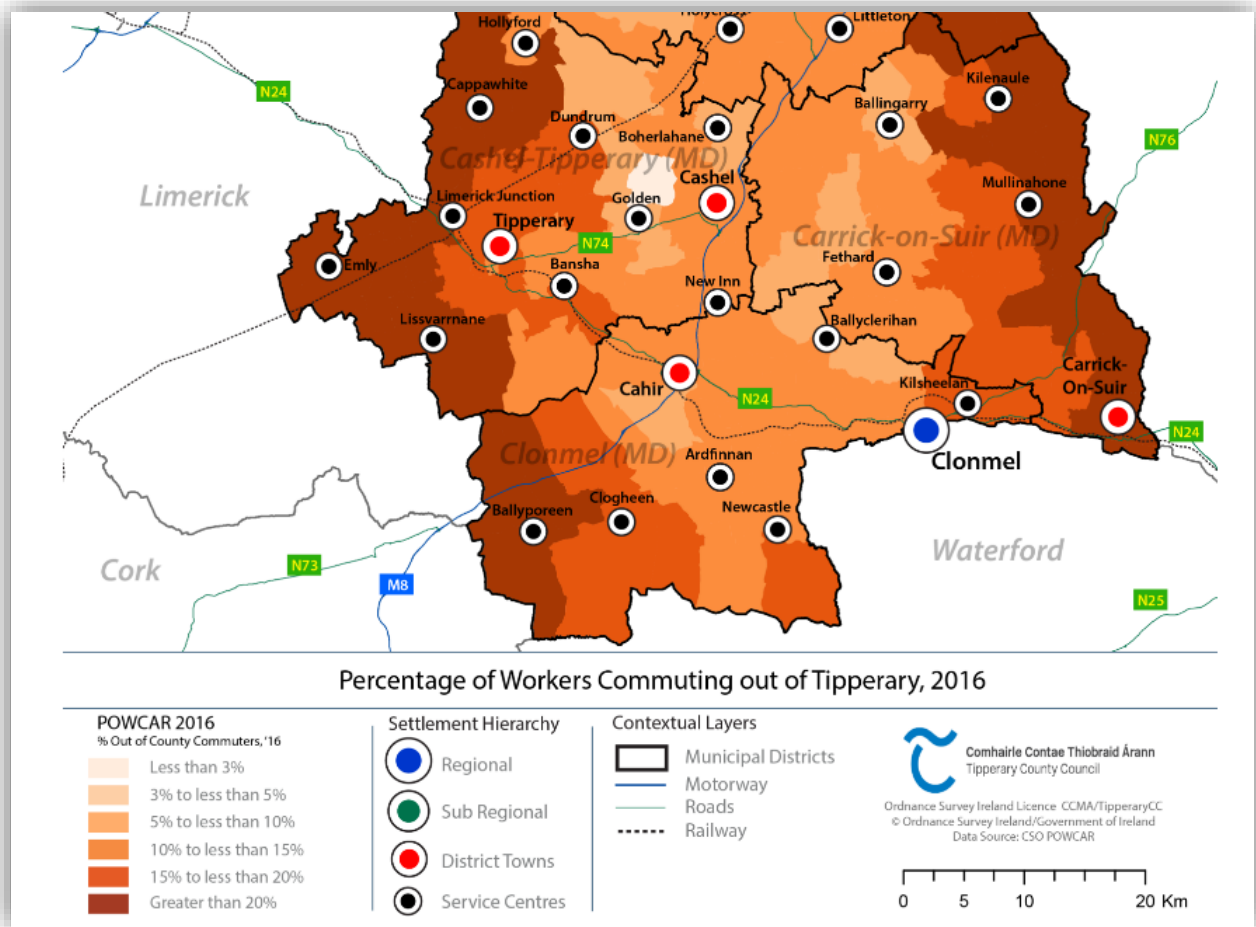 Hollyford
Holycross
Littleton
N24
Cappawhite
Kilenaule
Ballingarry
Dundrum
Boherlahane
N76
Cashel-Tipperary (MD)
Limerick
Cashel
Mullinahone
Limerick Junction
Golden
Tipperary
N74
Carrick-on-Suir (MD)
Emly
Bansha
Fethard
New Inn
Lissvarrnane
Ballyclerihan
Cahir
Kilsheelan
Carrick-
On-Suir
N24
N24
Clonmel (MD)
Ardfinnan
Clonmel
Ballyporeen
Clogheen
Newcastle
Waterford
Cork
N73
M8
N25
Percentage of Workers Commuting out of Tipperary, 2016
POWCAR 2016
% Out of County Commuters, '16
Less than 3%
3% to less than 5%
5% to less than 10%
10% to less than 15%
15% to less than 20%
Greater than 20%
Settlement Hierarchy
Regional
Sub Regional
District Towns
Service Centres
Contextual Layers
Municipal Districts
Motorway
Roads
Railway
Comhairle Contae Thiobraid Árann
Tipperary County Council
Ordnance Survey Ireland Licence CCMA/TipperaryCC
© Ordnance Survey Ireland/Government of Ireland
Data Source: CSO POWCAR
0 5 10 20 Km